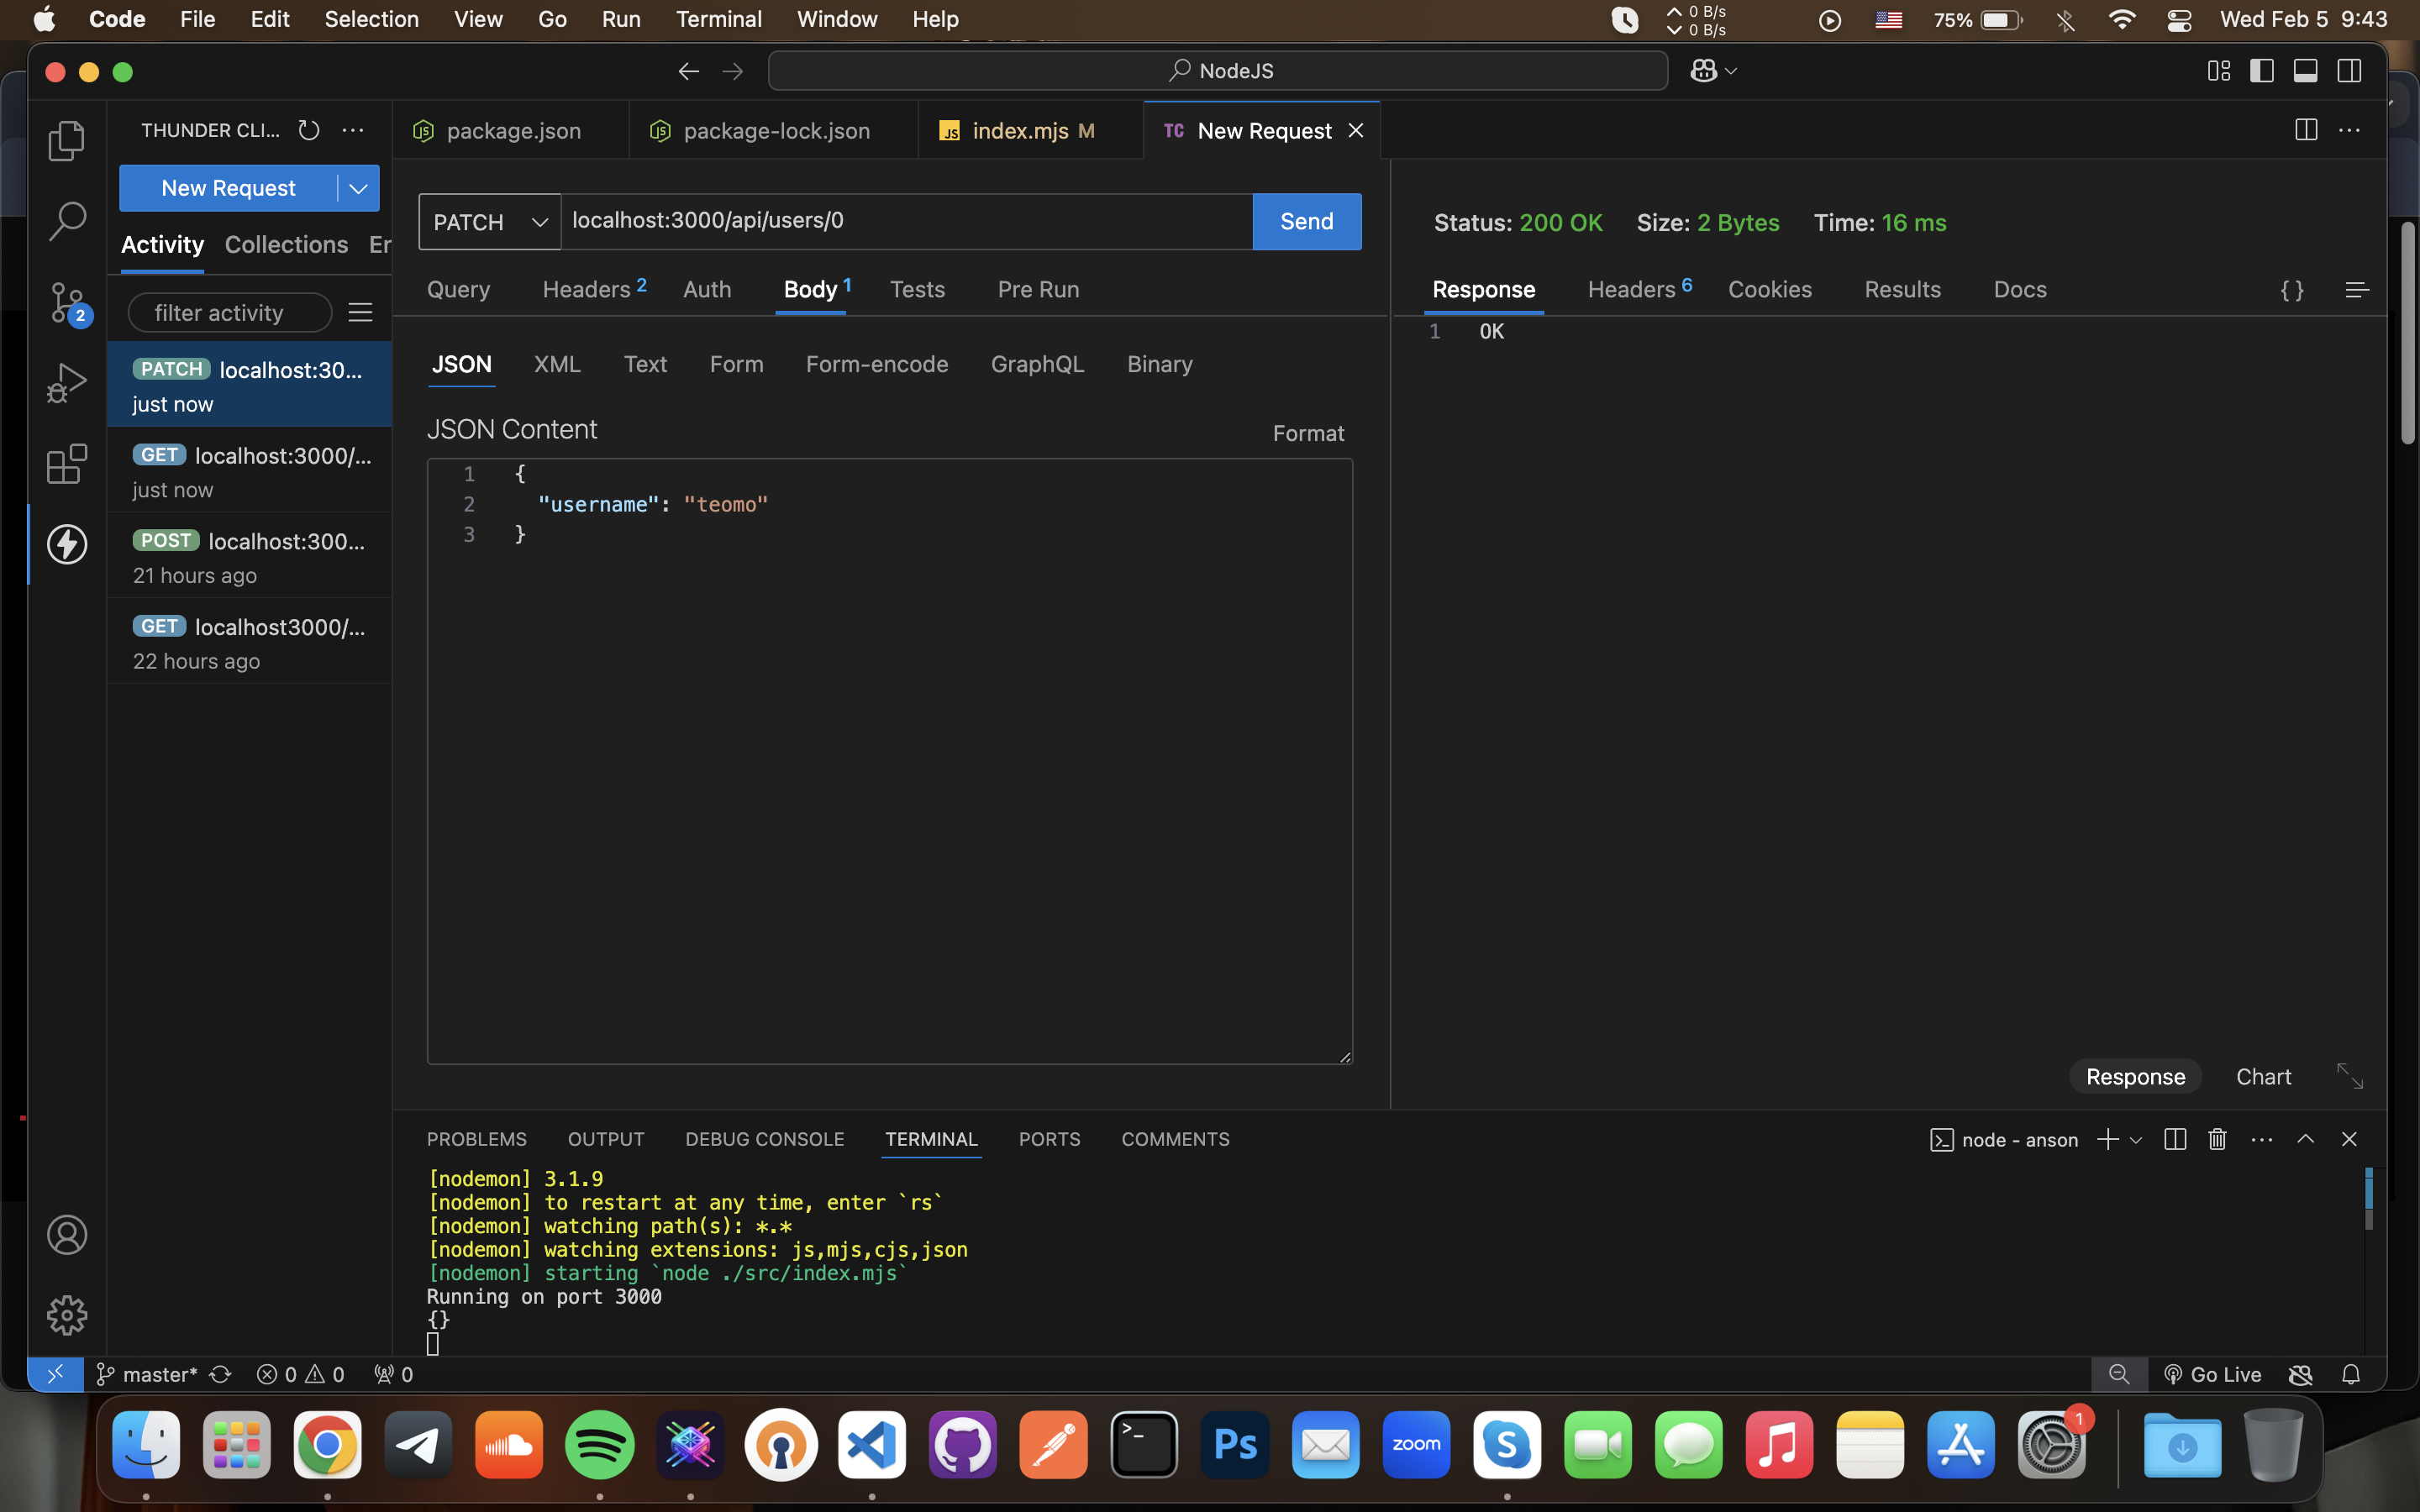 Code File Edit Selection View Go Run Terminal Window Help
0 B/s
0 B/s
75%
Wed Feb 5 9:43
NodeJS
THUNDER CLI...
New Request
Activity Collections Er
filter activity
PATCH localhost:30...
just now
GET localhost:3000/...
just now
POST localhost:300...
21 hours ago
GET localhost3000/...
22 hours ago
package.json
package-lock.json
JS index.mjs M
TC New Request
PATCH
localhost:3000/api/users/0
Send
Query Headers 2 Auth Body 1 Tests Pre Run
JSON XML Text Form Form-encode GraphQL Binary
JSON Content
Format
1 {
2 "username": "teomo"
3 }
Status: 200 OK Size: 2 Bytes Time: 16 ms
Response Headers 6 Cookies Results Docs {}
1 OK
Response Chart
PROBLEMS OUTPUT DEBUG CONSOLE TERMINAL PORTS COMMENTS
node - anson
[nodemon] 3.1.9
[nodemon] to restart at any time, enter `rs`
[nodemon] watching path(s): *.*
[nodemon] watching extensions: js,mjs,cjs,json
[nodemon] starting `node ./src/index.mjs`
Running on port 3000
{}
2
master* 0 0 0
Go Live
Ps
zoom
S
1